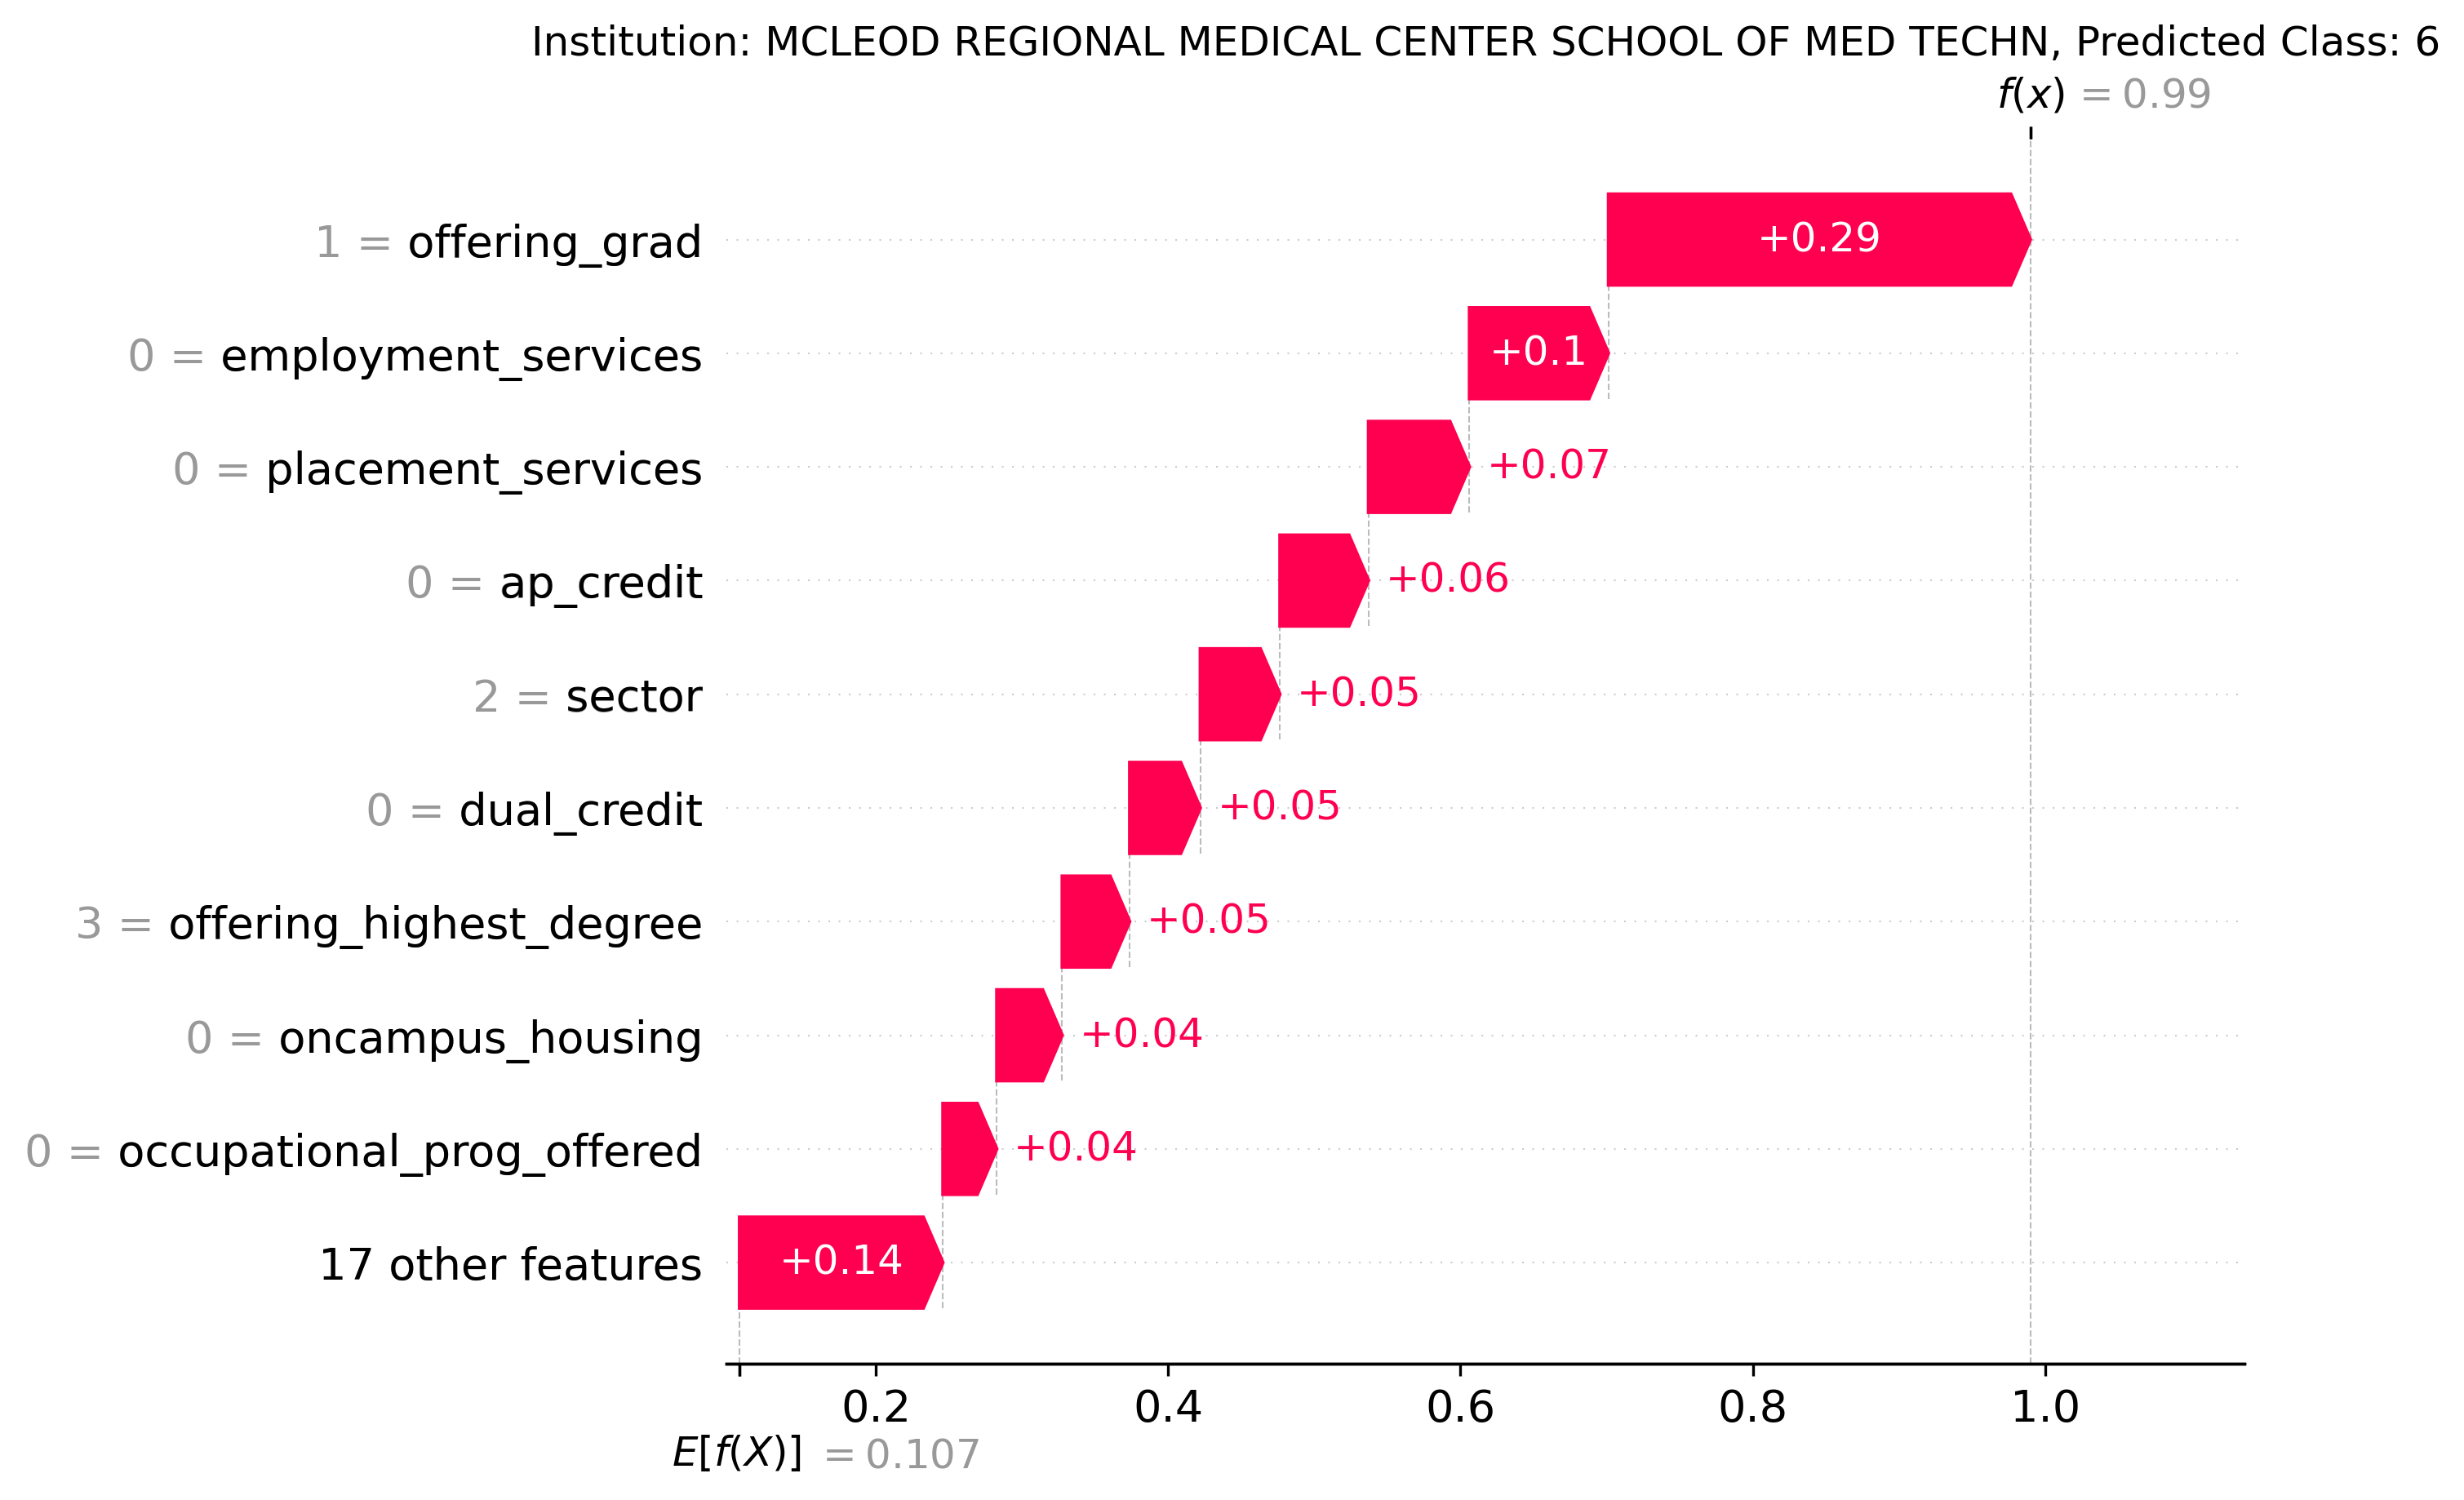 Institution: MCLEOD REGIONAL MEDICAL CENTER SCHOOL OF MED TECHN, Predicted Class: 6
f(x) = 0.99
1 = offering_grad +0.29
0 = employment_services +0.1
0 = placement_services +0.07
0 = ap_credit +0.06
2 = sector +0.05
0 = dual_credit +0.05
3 = offering_highest_degree +0.05
0 = oncampus_housing +0.04
0 = occupational_prog_offered +0.04
17 other features +0.14
0.2 0.4 0.6 0.8 1.0
E[f(X)] = 0.107